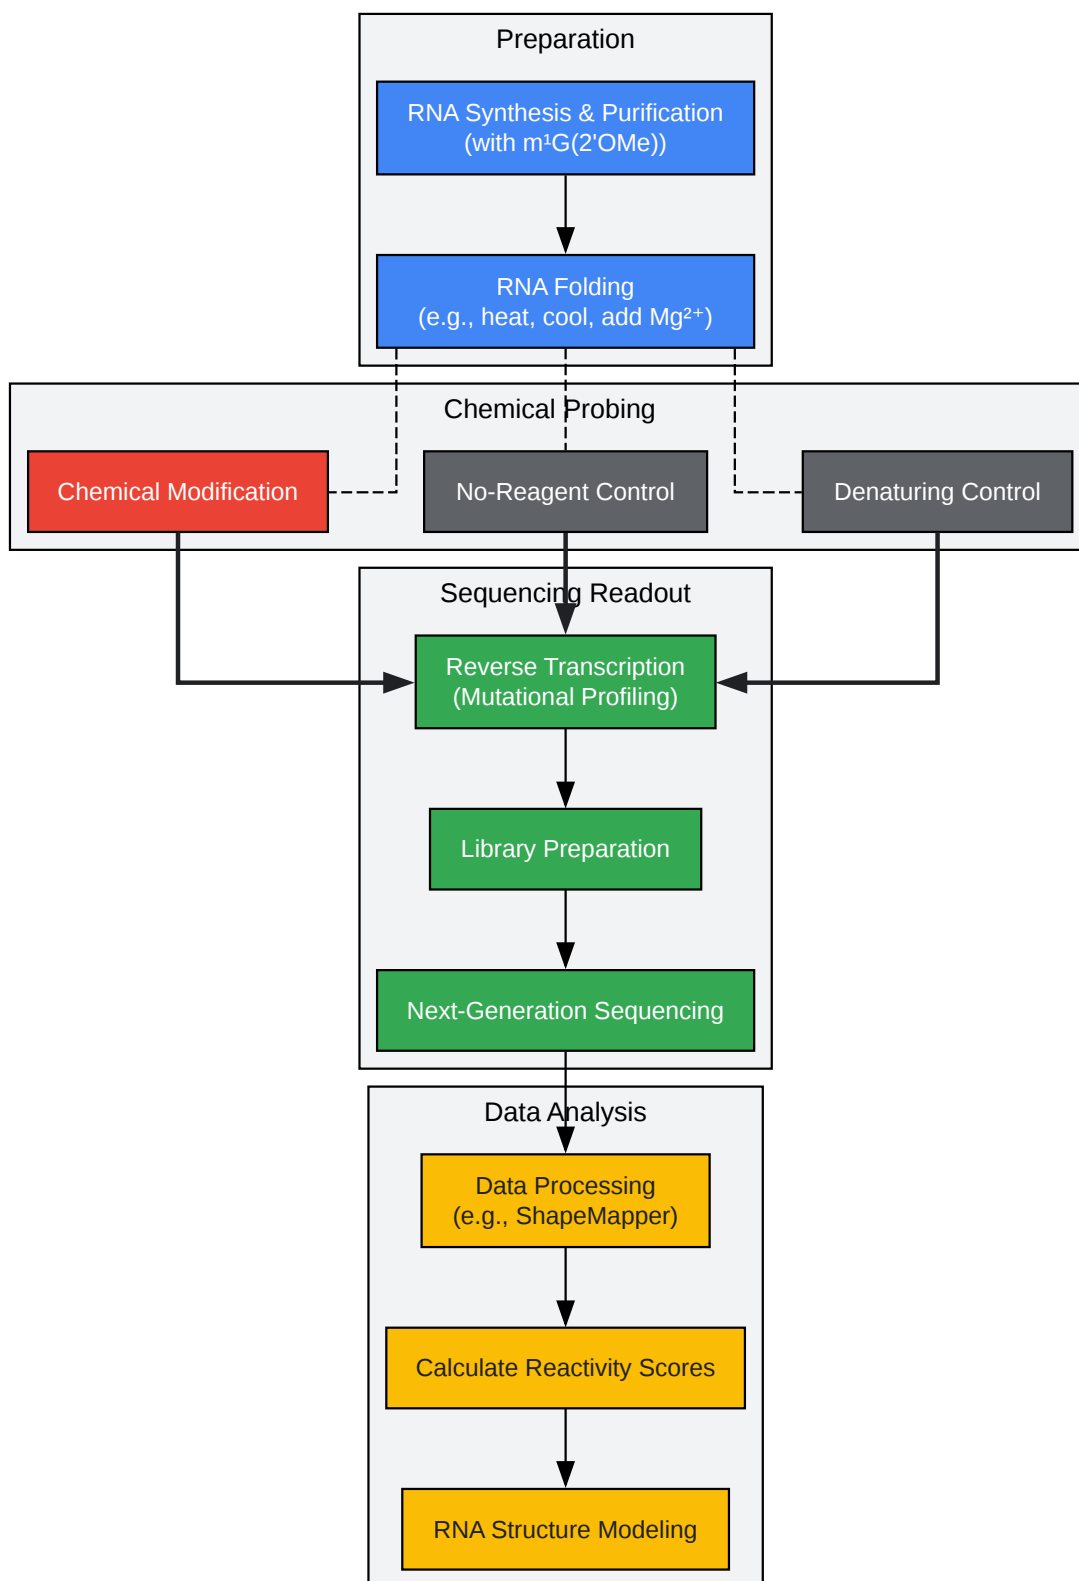 Preparation
RNA Synthesis & Purification
(with m¹G(2'OMe))
RNA Folding
(e.g., heat, cool, add Mg²⁺)
Chemical Probing
Chemical Modification
No-Reagent Control
Denaturing Control
Sequencing Readout
Reverse Transcription
(Mutational Profiling)
Library Preparation
Next-Generation Sequencing
Data Analysis
Data Processing
(e.g., ShapeMapper)
Calculate Reactivity Scores
RNA Structure Modeling